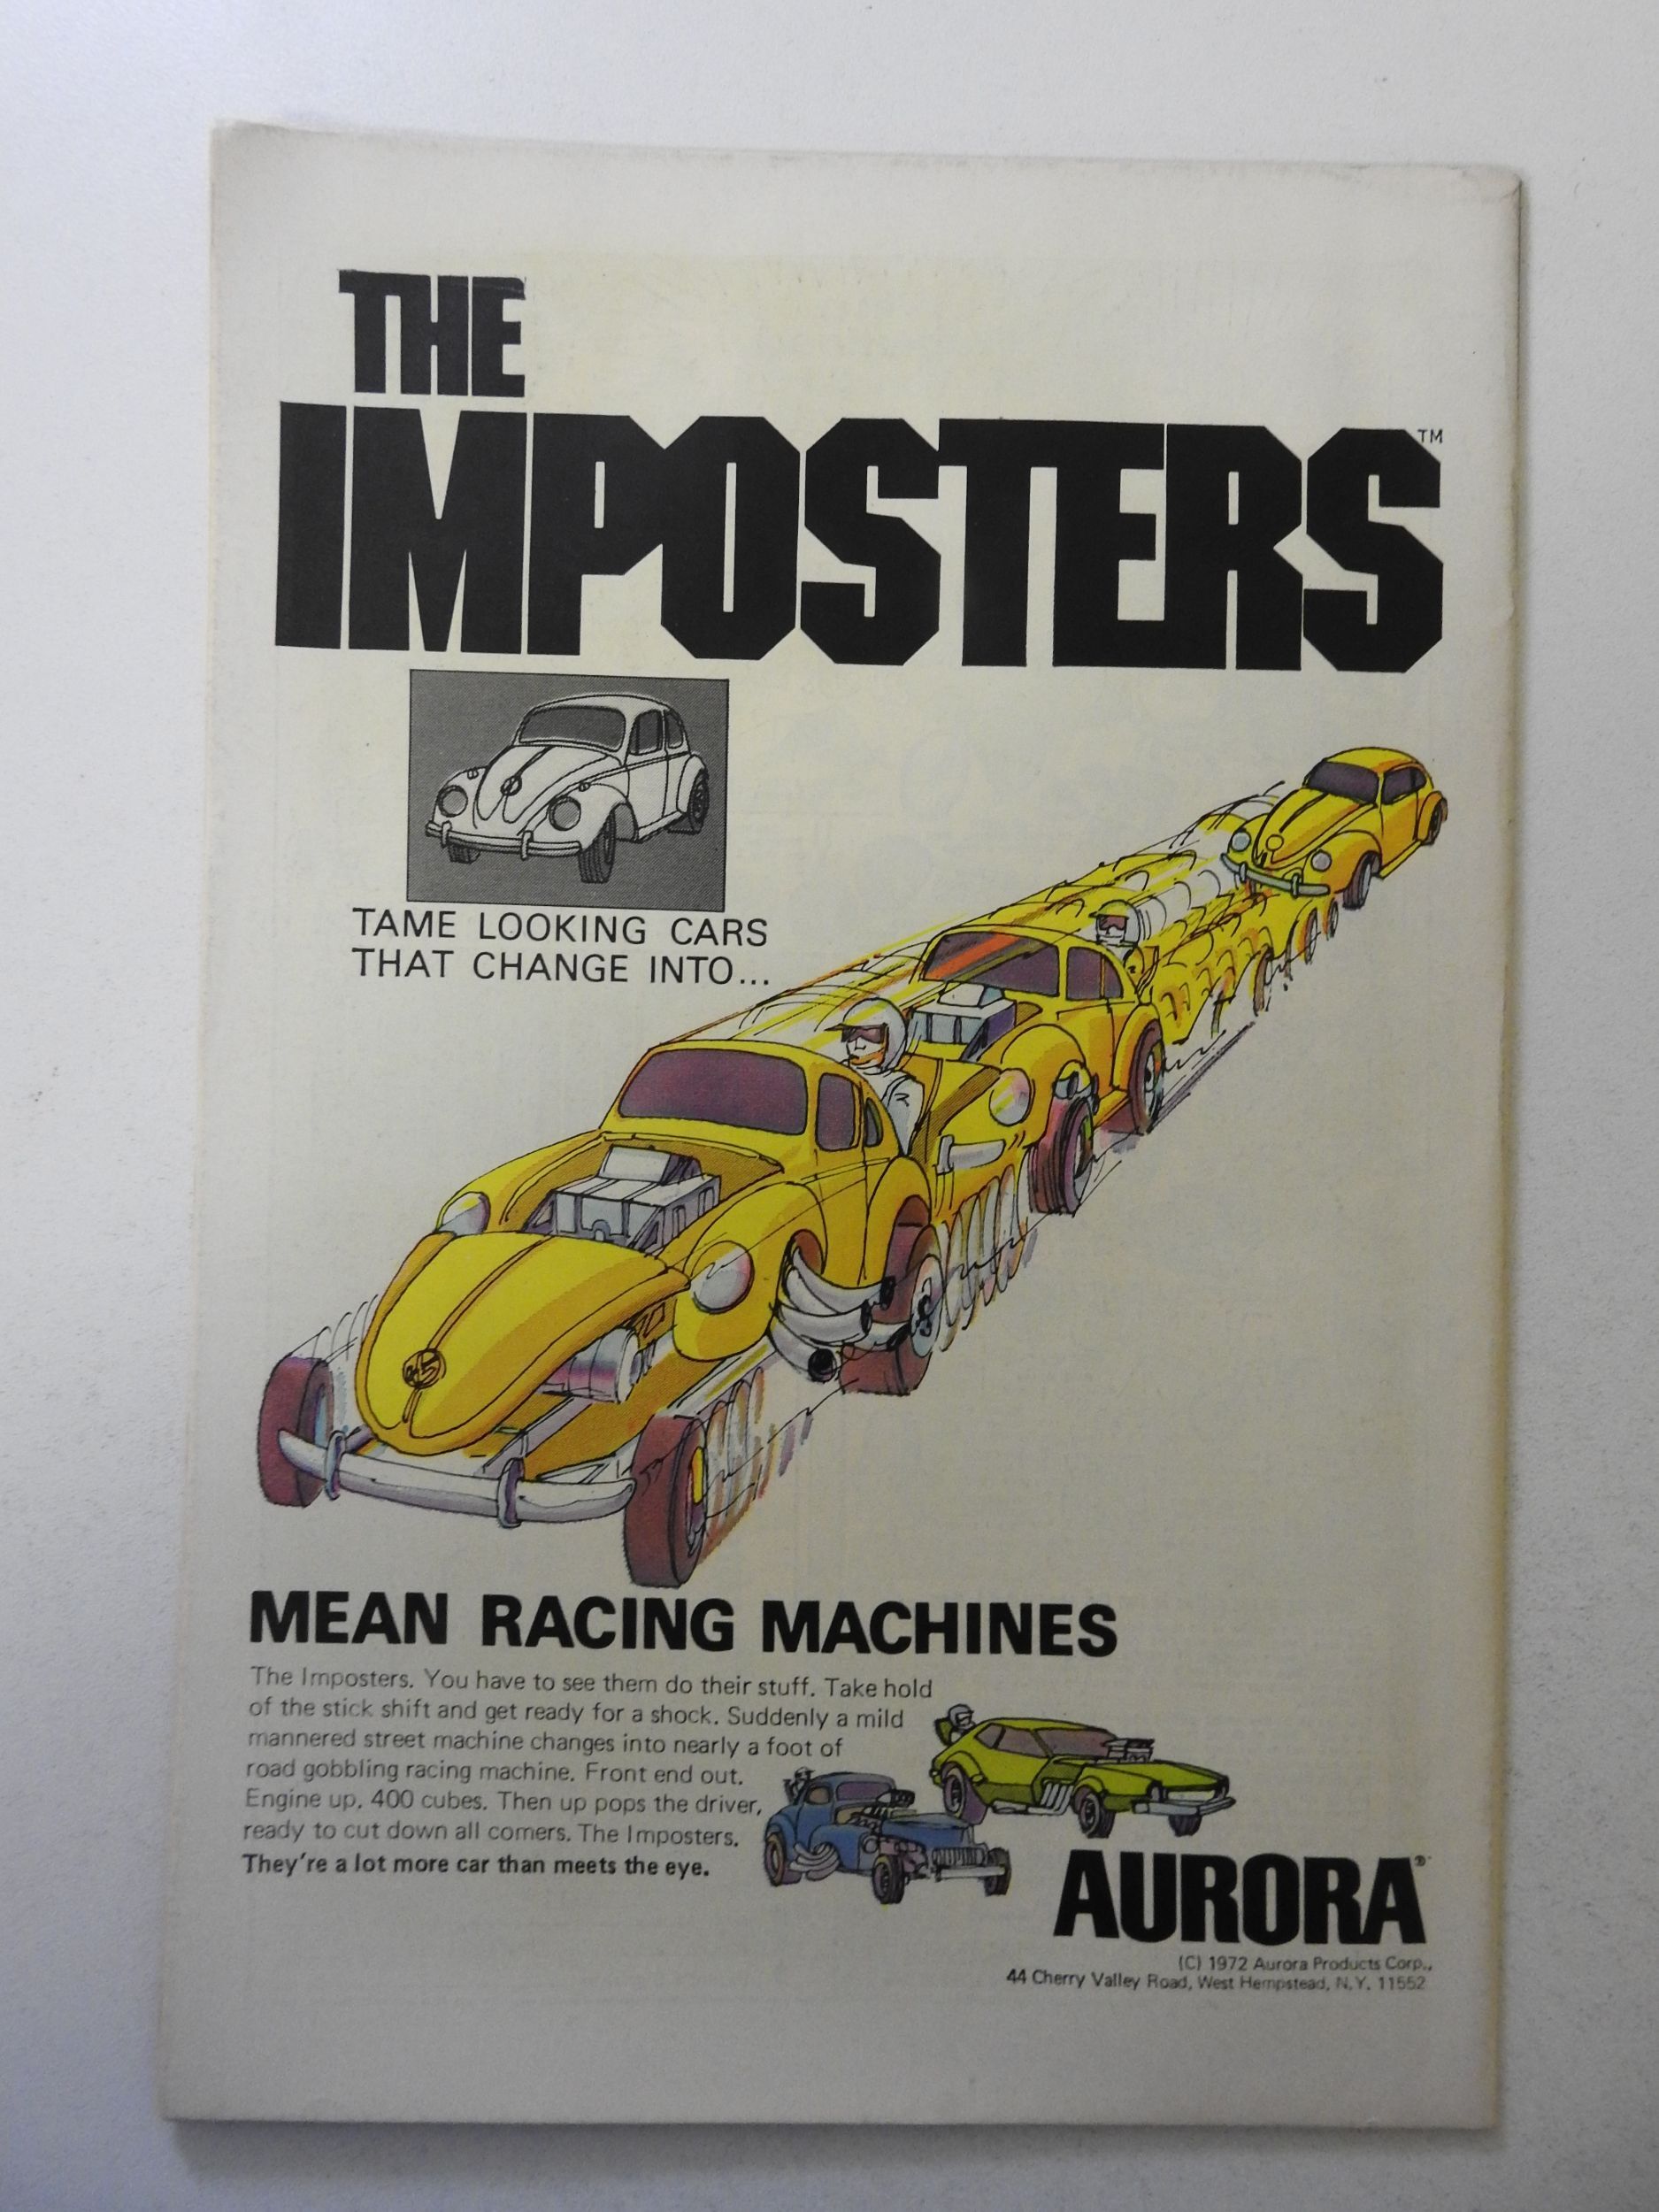 THE
IMPOSTERS™
TAME LOOKING CARS
THAT CHANGE INTO...
MEAN RACING MACHINES
The Imposters. You have to see them do their stuff. Take hold
of the stick shift and get ready for a shock. Suddenly a mild
mannered street machine changes into nearly a foot of
road gobbling racing machine. Front end out.
Engine up. 400 cubes. Then up pops the driver,
ready to cut down all comers. The Imposters.
They're a lot more car than meets the eye.
AURORA®
(C) 1972 Aurora Products Corp.,
44 Cherry Valley Road, West Hempstead, N.Y. 11552